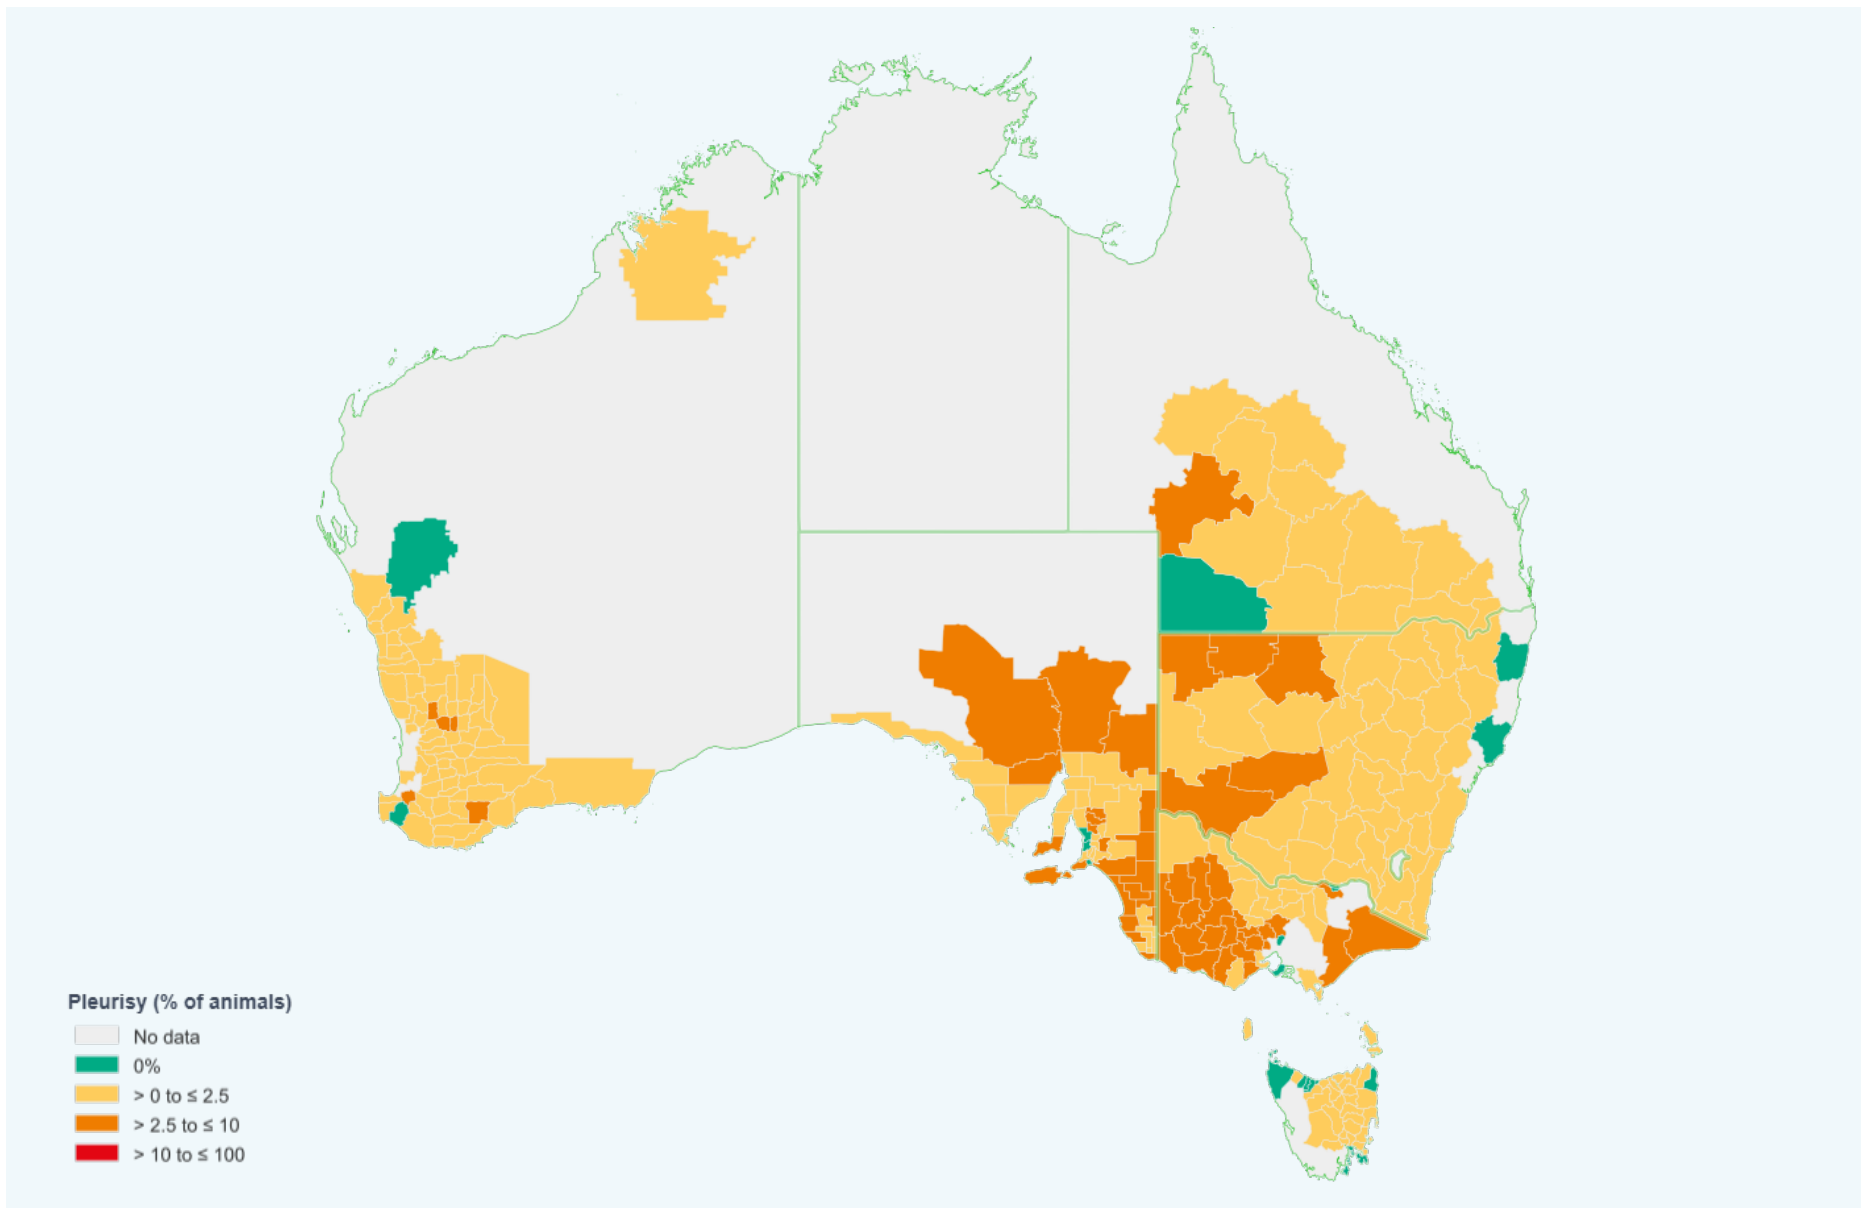 Pleurisy (% of animals)
No data
0%
> 0 to ≤ 2.5
> 2.5 to ≤ 10
> 10 to ≤ 100